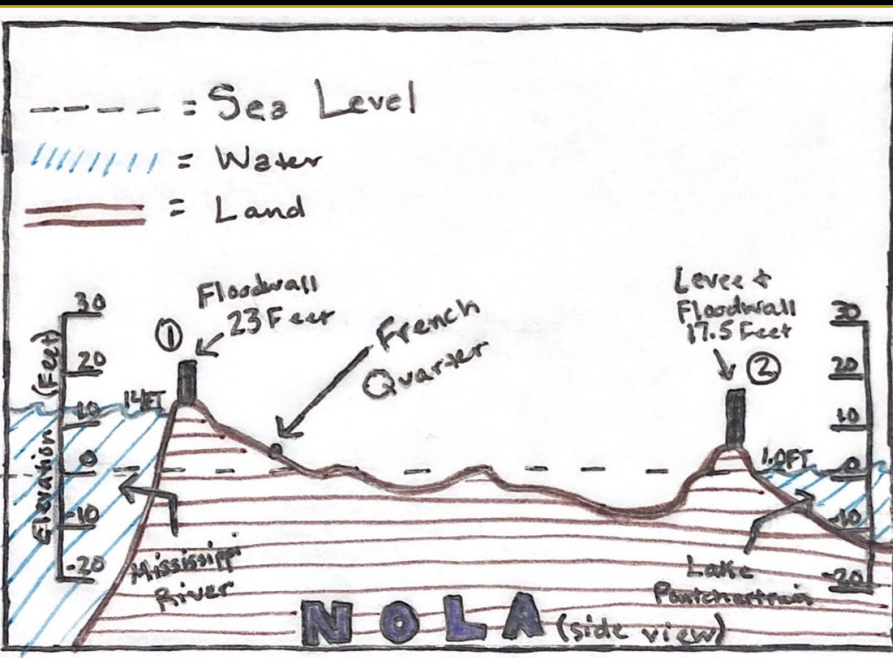 = Sea Level
= Water
= Land
Floodwall
23 Feet
①
French
Quarter
Levee +
Floodwall
17.5 Feet
②
Elevation (Feet)
30
20
10
0
-10
-20
14FT
1.0FT
30
20
10
0
-10
-20
Mississippi
River
Lake
Pontchartrain
NOLA (side view)